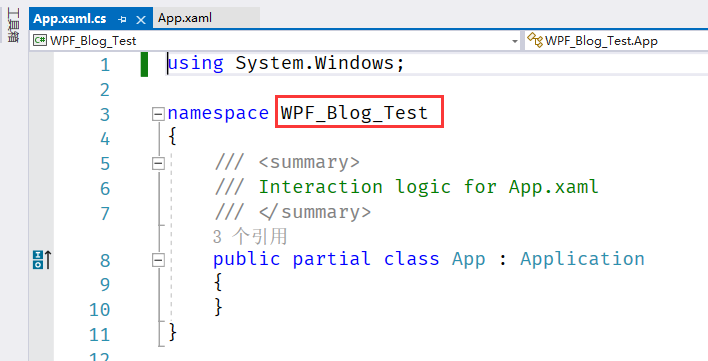 工具箱
App.xaml.cs App.xaml
WPF_Blog_Test WPF_Blog_Test.App
1 using System.Windows;
2
3 namespace WPF_Blog_Test
4 {
5 /// <summary>
6 /// Interaction logic for App.xaml
7 /// </summary>
3 个引用
8 public partial class App : Application
9 {
10 }
11 }
12